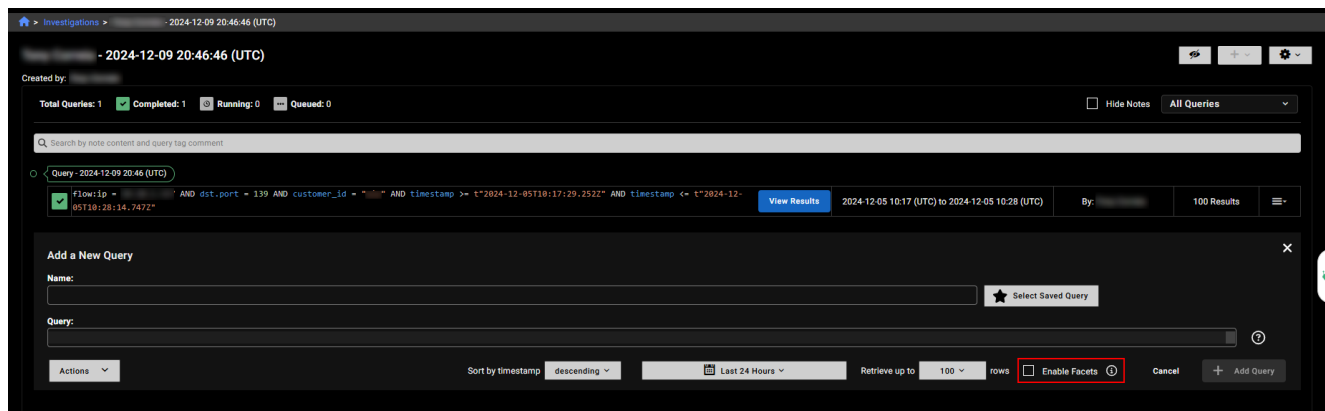 > Investigations > - 2024-12-09 20:46:46 (UTC)
- 2024-12-09 20:46:46 (UTC)
Created by:
Total Queries: 1 Completed: 1 Running: 0 Queued: 0 Hide Notes All Queries
Search by note content and query tag comment
Query - 2024-12-09 20:46 (UTC)
flow:ip = ' AND dst.port = 139 AND customer_id = " " AND timestamp >= t"2024-12-05T10:17:29.252Z" AND timestamp <= t"2024-12-
05T10:28:14.747Z"
View Results 2024-12-05 10:17 (UTC) to 2024-12-05 10:28 (UTC) By: 100 Results
Add a New Query
Name:
Select Saved Query
Query:
Actions Sort by timestamp descending Last 24 Hours Retrieve up to 100 rows Enable Facets Cancel + Add Query